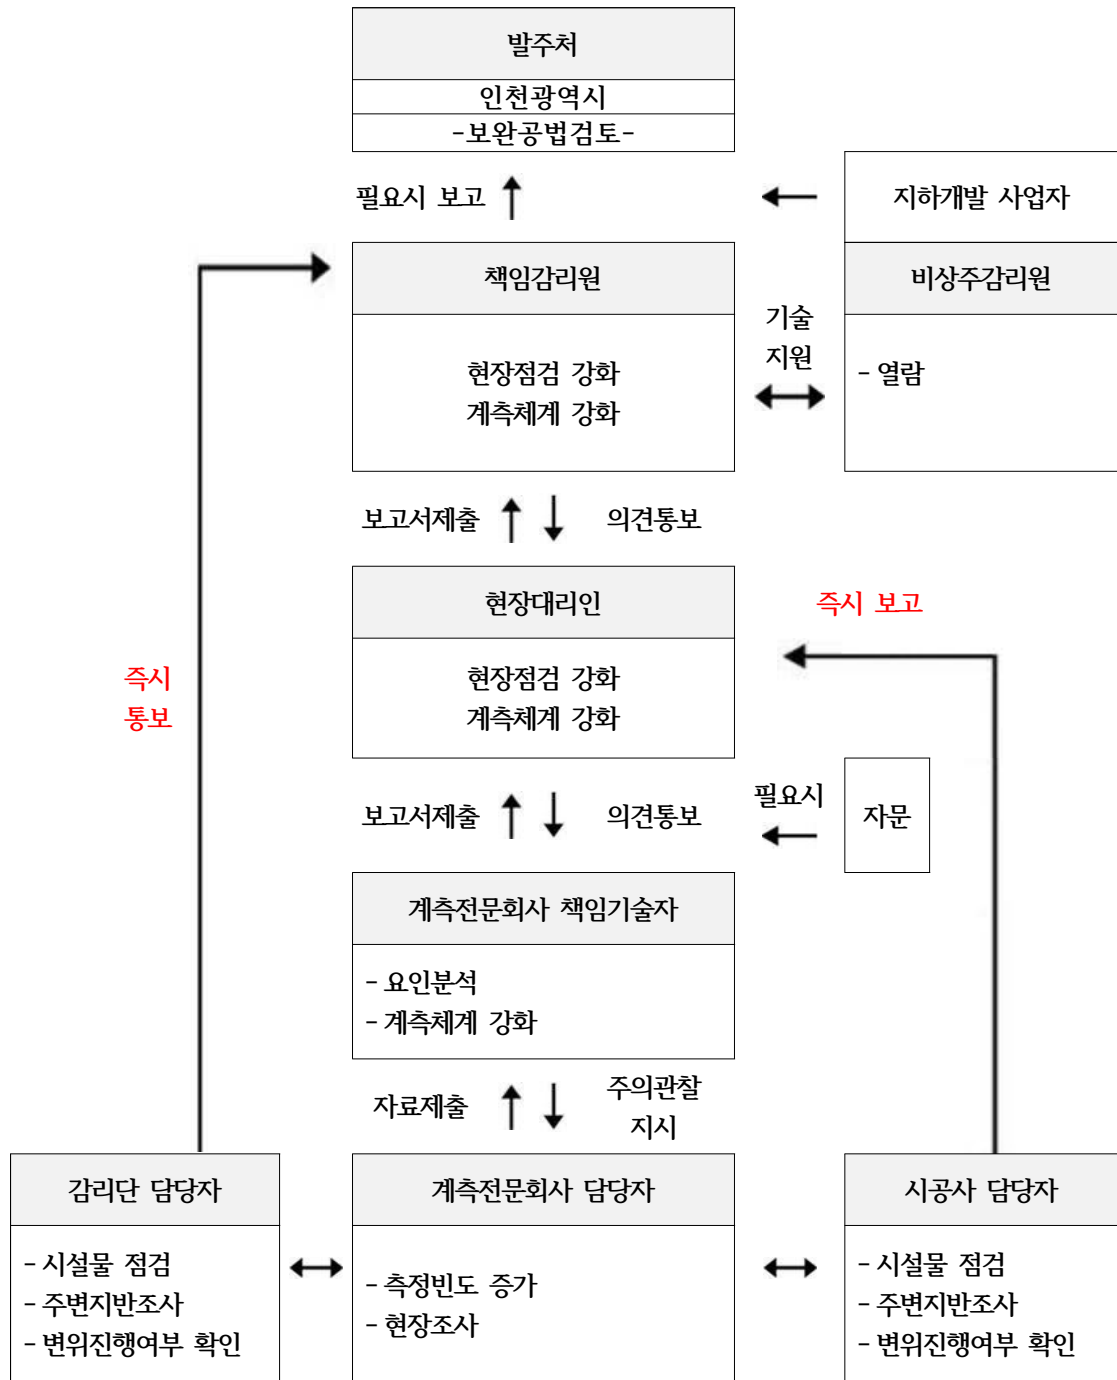 발주처
인천광역시
-보완공법검토-
필요시 보고
지하개발 사업자
책임감리원
현장점검 강화
계측체계 강화
기술
지원
비상주감리원
- 열람
보고서제출
의견통보
현장대리인
현장점검 강화
계측체계 강화
즉시 보고
즉시
통보
보고서제출
의견통보
필요시
자문
계측전문회사 책임기술자
- 요인분석
- 계측체계 강화
자료제출
주의관찰
지시
감리단 담당자
- 시설물 점검
- 주변지반조사
- 변위진행여부 확인
계측전문회사 담당자
- 측정빈도 증가
- 현장조사
시공사 담당자
- 시설물 점검
- 주변지반조사
- 변위진행여부 확인